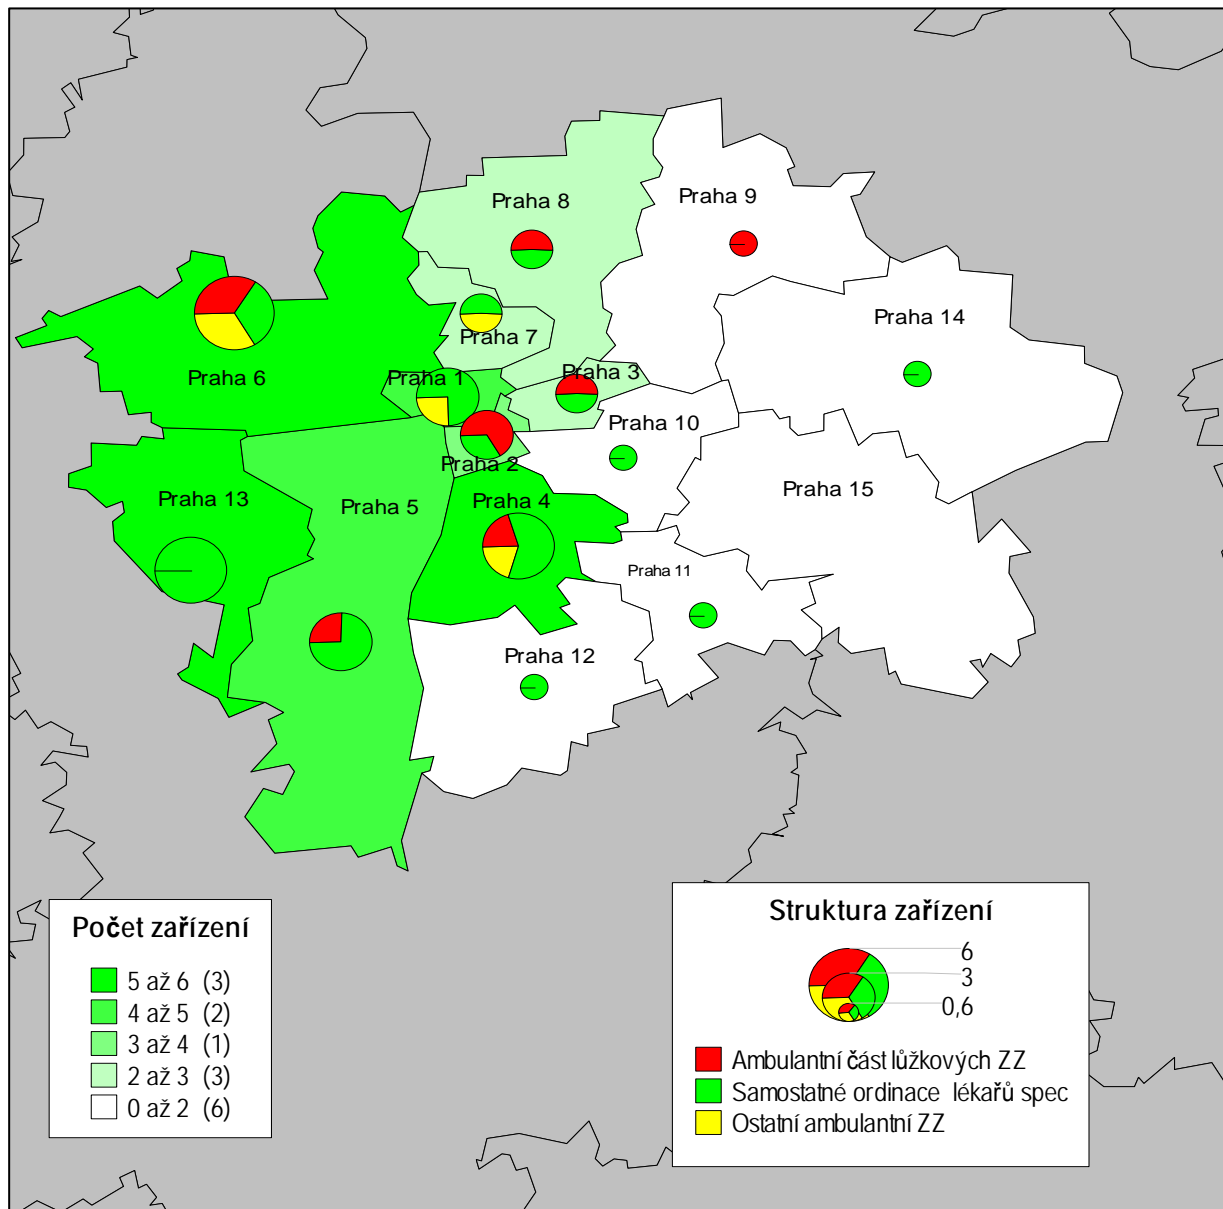 Praha 8
Praha 9
Praha 14
Praha 7
Praha 6
Praha 1
Praha 3
Praha 10
Praha 2
Praha 15
Praha 13
Praha 5
Praha 4
Praha 11
Praha 12
Počet zařízení
5 až 6 (3)
4 až 5 (2)
3 až 4 (1)
2 až 3 (3)
0 až 2 (6)
Struktura zařízení
6
3
0,6
Ambulantní část lůžkových ZZ
Samostatné ordinace lékařů spec
Ostatní ambulantní ZZ